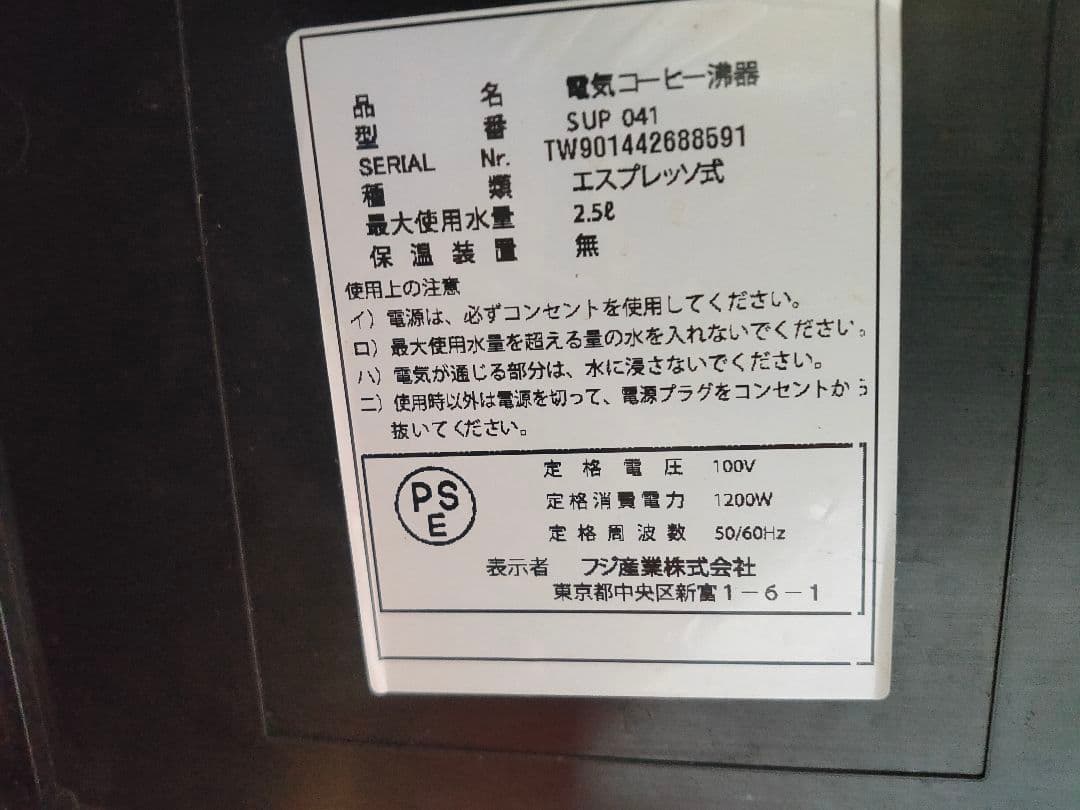 品名 電気コーヒー沸器
型番 SUP 041
SERIAL Nr. TW901442688591
種類 エスプレッソ式
最大使用水量 2.5ℓ
保温装置 無
使用上の注意
イ）電源は、必ずコンセントを使用してください。
ロ）最大使用水量を超える量の水を入れないでください。
ハ）電気が通じる部分は、水に浸さないでください。
ニ）使用時以外は電源を切って、電源プラグをコンセントから
抜いてください。
PSE
定格電圧 100V
定格消費電力 1200W
定格周波数 50/60Hz
表示者 フジ産業株式会社
東京都中央区新富1－6－1